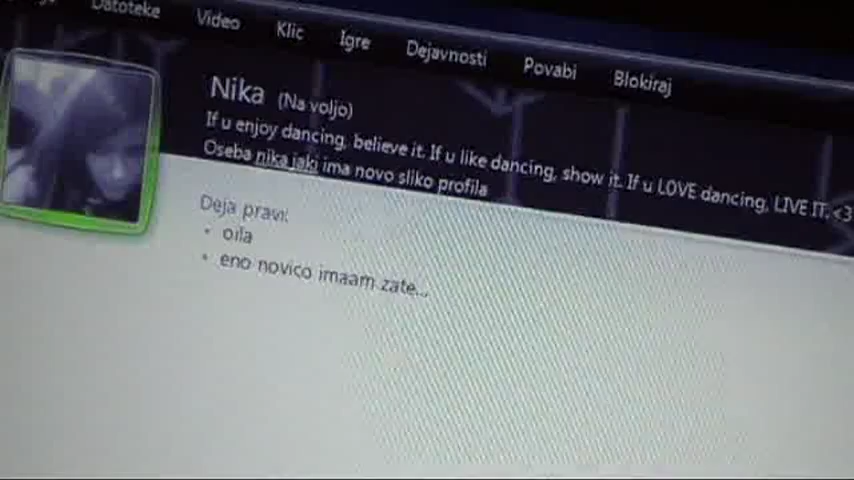 Datoteke Video Klic Igre Dejavnosti Povabi Blokiraj
Nika (Na voljo)
If u enjoy dancing, believe it. If u like dancing, show it. If u LOVE dancing, LIVE IT. <3
Oseba nika jaki ima novo sliko profila
Deja pravi:
• oila
• eno novico imaam zate...